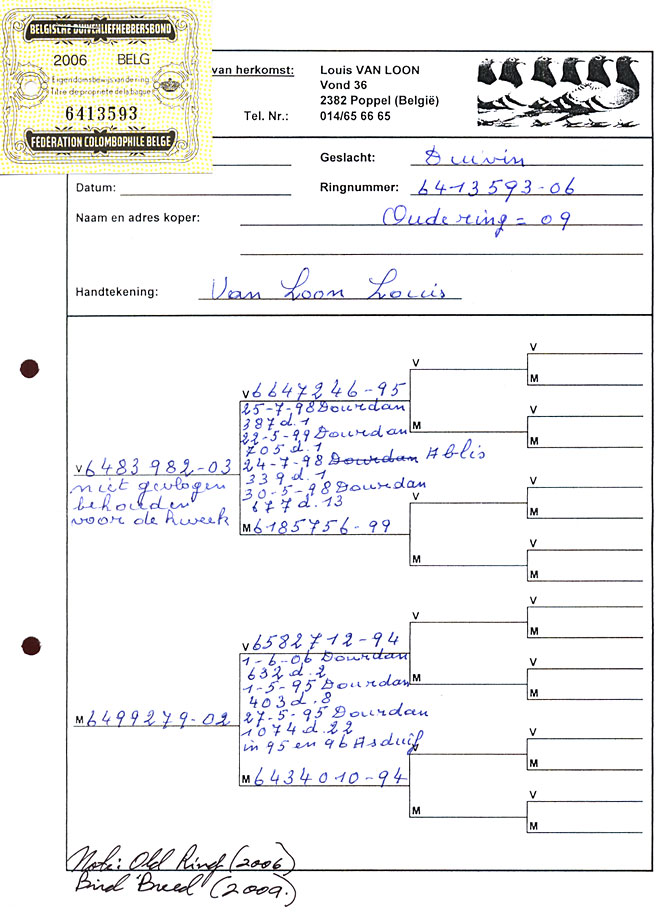 BELGISCHE DUIVENLIEFHEBBERSBOND
2006 BELG
Eigendomsbewijs van de ring
Titre de propriete de la bague
6413593
FÉDÉRATION COLOMBOPHILE BELGE
van herkomst: Louis VAN LOON
Vond 36
2382 Poppel (België)
Tel. Nr.: 014/65 66 65
Geslacht: Duivin
Datum: Ringnummer: 6413593-06
Naam en adres koper: Oude ring = 09
Handtekening: Van Loon Louis
V
V
M
V 6647246-95
25-7-98 Dourdan
387 d. 1
22-5-99 Dourdan
V
M
705 d. 1
M
24-7-98 Dourdan Ablis
V 6483982-03
339 d. 1
niet gevlogen
30-5-98 Dourdan
behouden
677 d. 13
voor de kweek
V
V
M
M 6185756-99
V
M
M
V
V
M
V 6582712-94
1-6-06 Dourdan
632 d. 2
1-5-95 Dourdan
V
M
403 d. 8
M
M 6499279-02
27-5-95 Dourdan
1074 d. 22
in 95 en 96 Asduif
V
V
M
M 6434010-94
V
M
M
Note: Old Ring (2006)
Bird Breed (2009.)